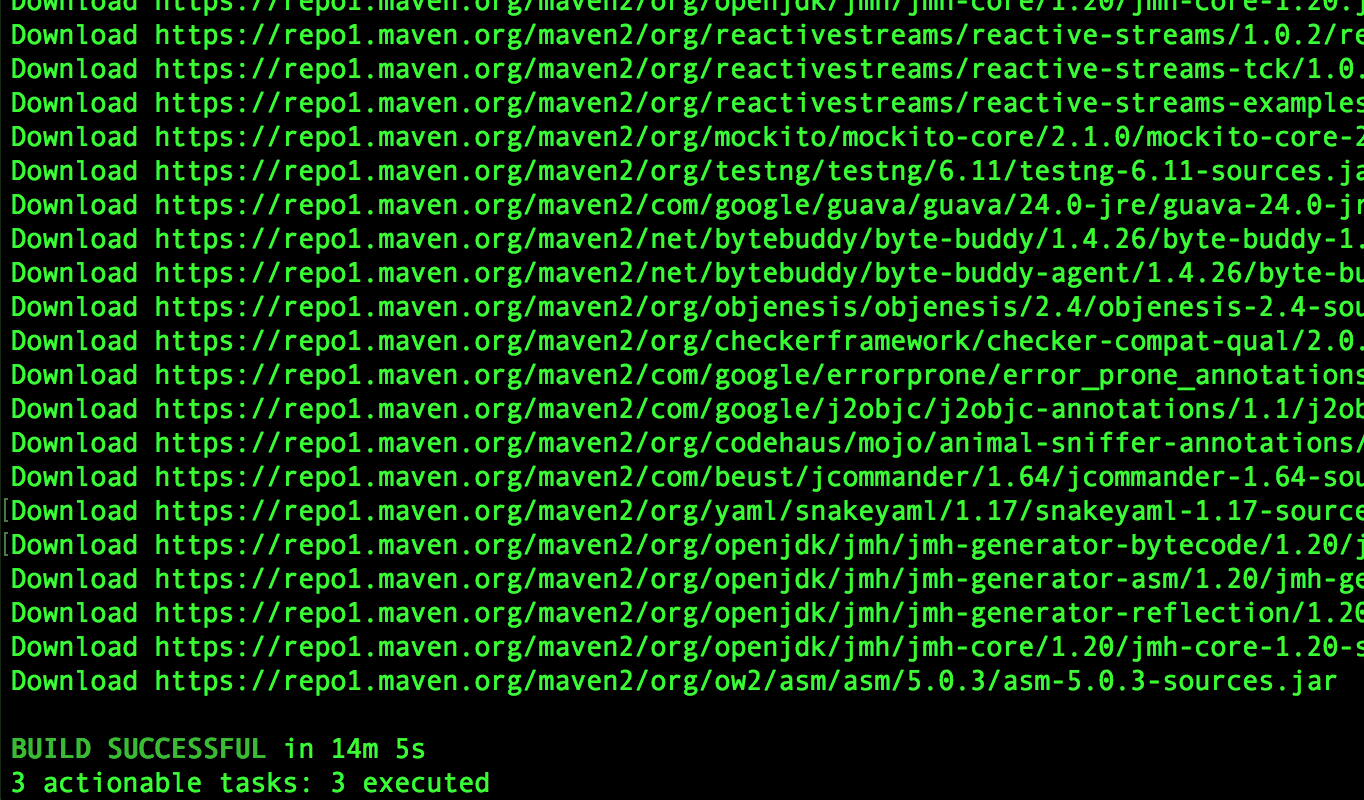 Download https://repo1.maven.org/maven2/org/openjdk/jmh/jmh-core/1.20/jmh-core-1.20.j
Download https://repo1.maven.org/maven2/org/reactivestreams/reactive-streams/1.0.2/re
Download https://repo1.maven.org/maven2/org/reactivestreams/reactive-streams-tck/1.0.
Download https://repo1.maven.org/maven2/org/reactivestreams/reactive-streams-examples
Download https://repo1.maven.org/maven2/org/mockito/mockito-core/2.1.0/mockito-core-2
Download https://repo1.maven.org/maven2/org/testng/testng/6.11/testng-6.11-sources.ja
Download https://repo1.maven.org/maven2/com/google/guava/guava/24.0-jre/guava-24.0-jr
Download https://repo1.maven.org/maven2/net/bytebuddy/byte-buddy/1.4.26/byte-buddy-1.
Download https://repo1.maven.org/maven2/net/bytebuddy/byte-buddy-agent/1.4.26/byte-bu
Download https://repo1.maven.org/maven2/org/objenesis/objenesis/2.4/objenesis-2.4-sou
Download https://repo1.maven.org/maven2/org/checkerframework/checker-compat-qual/2.0.
Download https://repo1.maven.org/maven2/com/google/errorprone/error_prone_annotations
Download https://repo1.maven.org/maven2/com/google/j2objc/j2objc-annotations/1.1/j2ob
Download https://repo1.maven.org/maven2/org/codehaus/mojo/animal-sniffer-annotations/
Download https://repo1.maven.org/maven2/com/beust/jcommander/1.64/jcommander-1.64-sou
Download https://repo1.maven.org/maven2/org/yaml/snakeyaml/1.17/snakeyaml-1.17-source
Download https://repo1.maven.org/maven2/org/openjdk/jmh/jmh-generator-bytecode/1.20/j
Download https://repo1.maven.org/maven2/org/openjdk/jmh/jmh-generator-asm/1.20/jmh-ge
Download https://repo1.maven.org/maven2/org/openjdk/jmh/jmh-generator-reflection/1.20
Download https://repo1.maven.org/maven2/org/openjdk/jmh/jmh-core/1.20/jmh-core-1.20-s
Download https://repo1.maven.org/maven2/org/ow2/asm/asm/5.0.3/asm-5.0.3-sources.jar
BUILD SUCCESSFUL in 14m 5s
3 actionable tasks: 3 executed